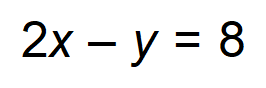 2x – y = 8